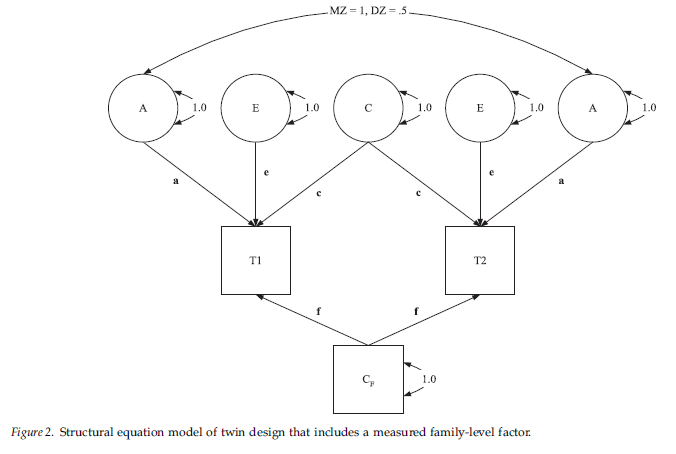 MZ = 1, DZ = .5
A 1.0 E 1.0 C 1.0 E 1.0 A 1.0
a e c c e a
T1 T2
f f
CF 1.0
Figure 2. Structural equation model of twin design that includes a measured family-level factor.